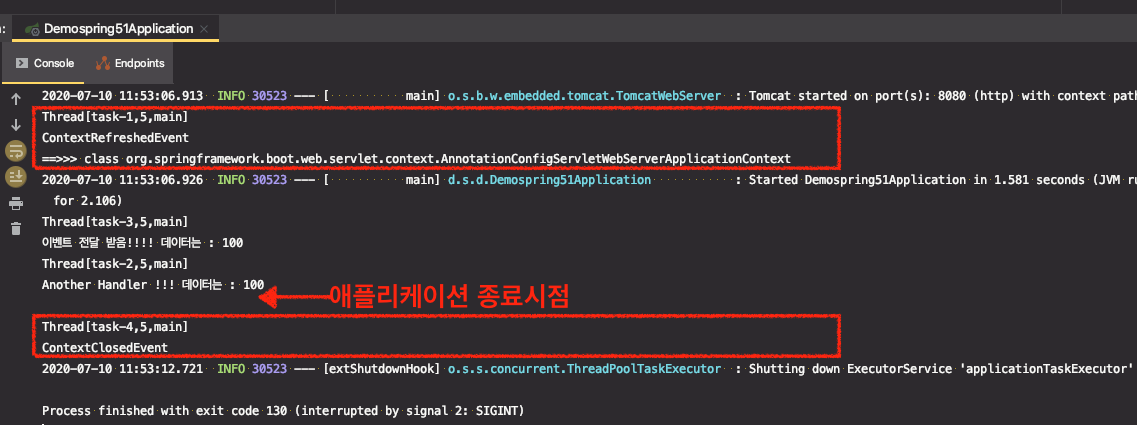 Demospring51Application
Console
Endpoints
2020-07-10 11:53:06.913 INFO 30523 --- [ main] o.s.b.w.embedded.tomcat.TomcatWebServer : Tomcat started on port(s): 8080 (http) with context path
Thread[task-1,5,main]
ContextRefreshedEvent
==>>> class org.springframework.boot.web.servlet.context.AnnotationConfigServletWebServerApplicationContext
2020-07-10 11:53:06.926 INFO 30523 --- [ main] d.s.d.Demospring51Application : Started Demospring51Application in 1.581 seconds (JVM ru
for 2.106)
Thread[task-3,5,main]
이벤트 전달 받음!!!! 데이터는 : 100
Thread[task-2,5,main]
Another Handler !!! 데이터는 : 100
애플리케이션 종료시점
Thread[task-4,5,main]
ContextClosedEvent
2020-07-10 11:53:12.721 INFO 30523 --- [extShutdownHook] o.s.s.concurrent.ThreadPoolTaskExecutor : Shutting down ExecutorService 'applicationTaskExecutor'
Process finished with exit code 130 (interrupted by signal 2: SIGINT)